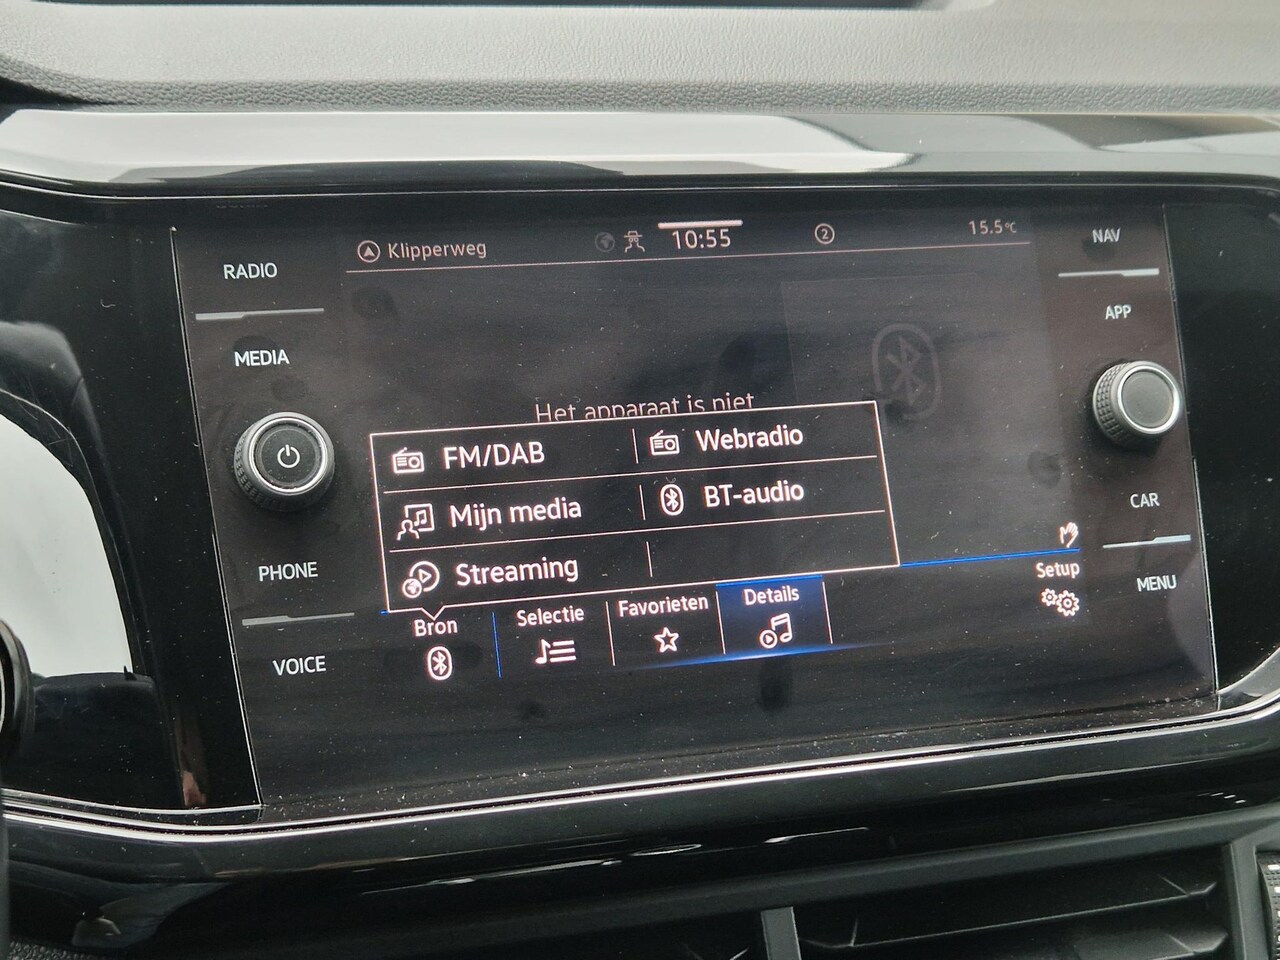 Klipperweg 10:55 2 15.5°C
RADIO
MEDIA
PHONE
VOICE
Het apparaat is niet
FM/DAB Webradio
Mijn media BT-audio
Streaming
Bron Selectie Favorieten Details Setup
NAV
APP
CAR
MENU